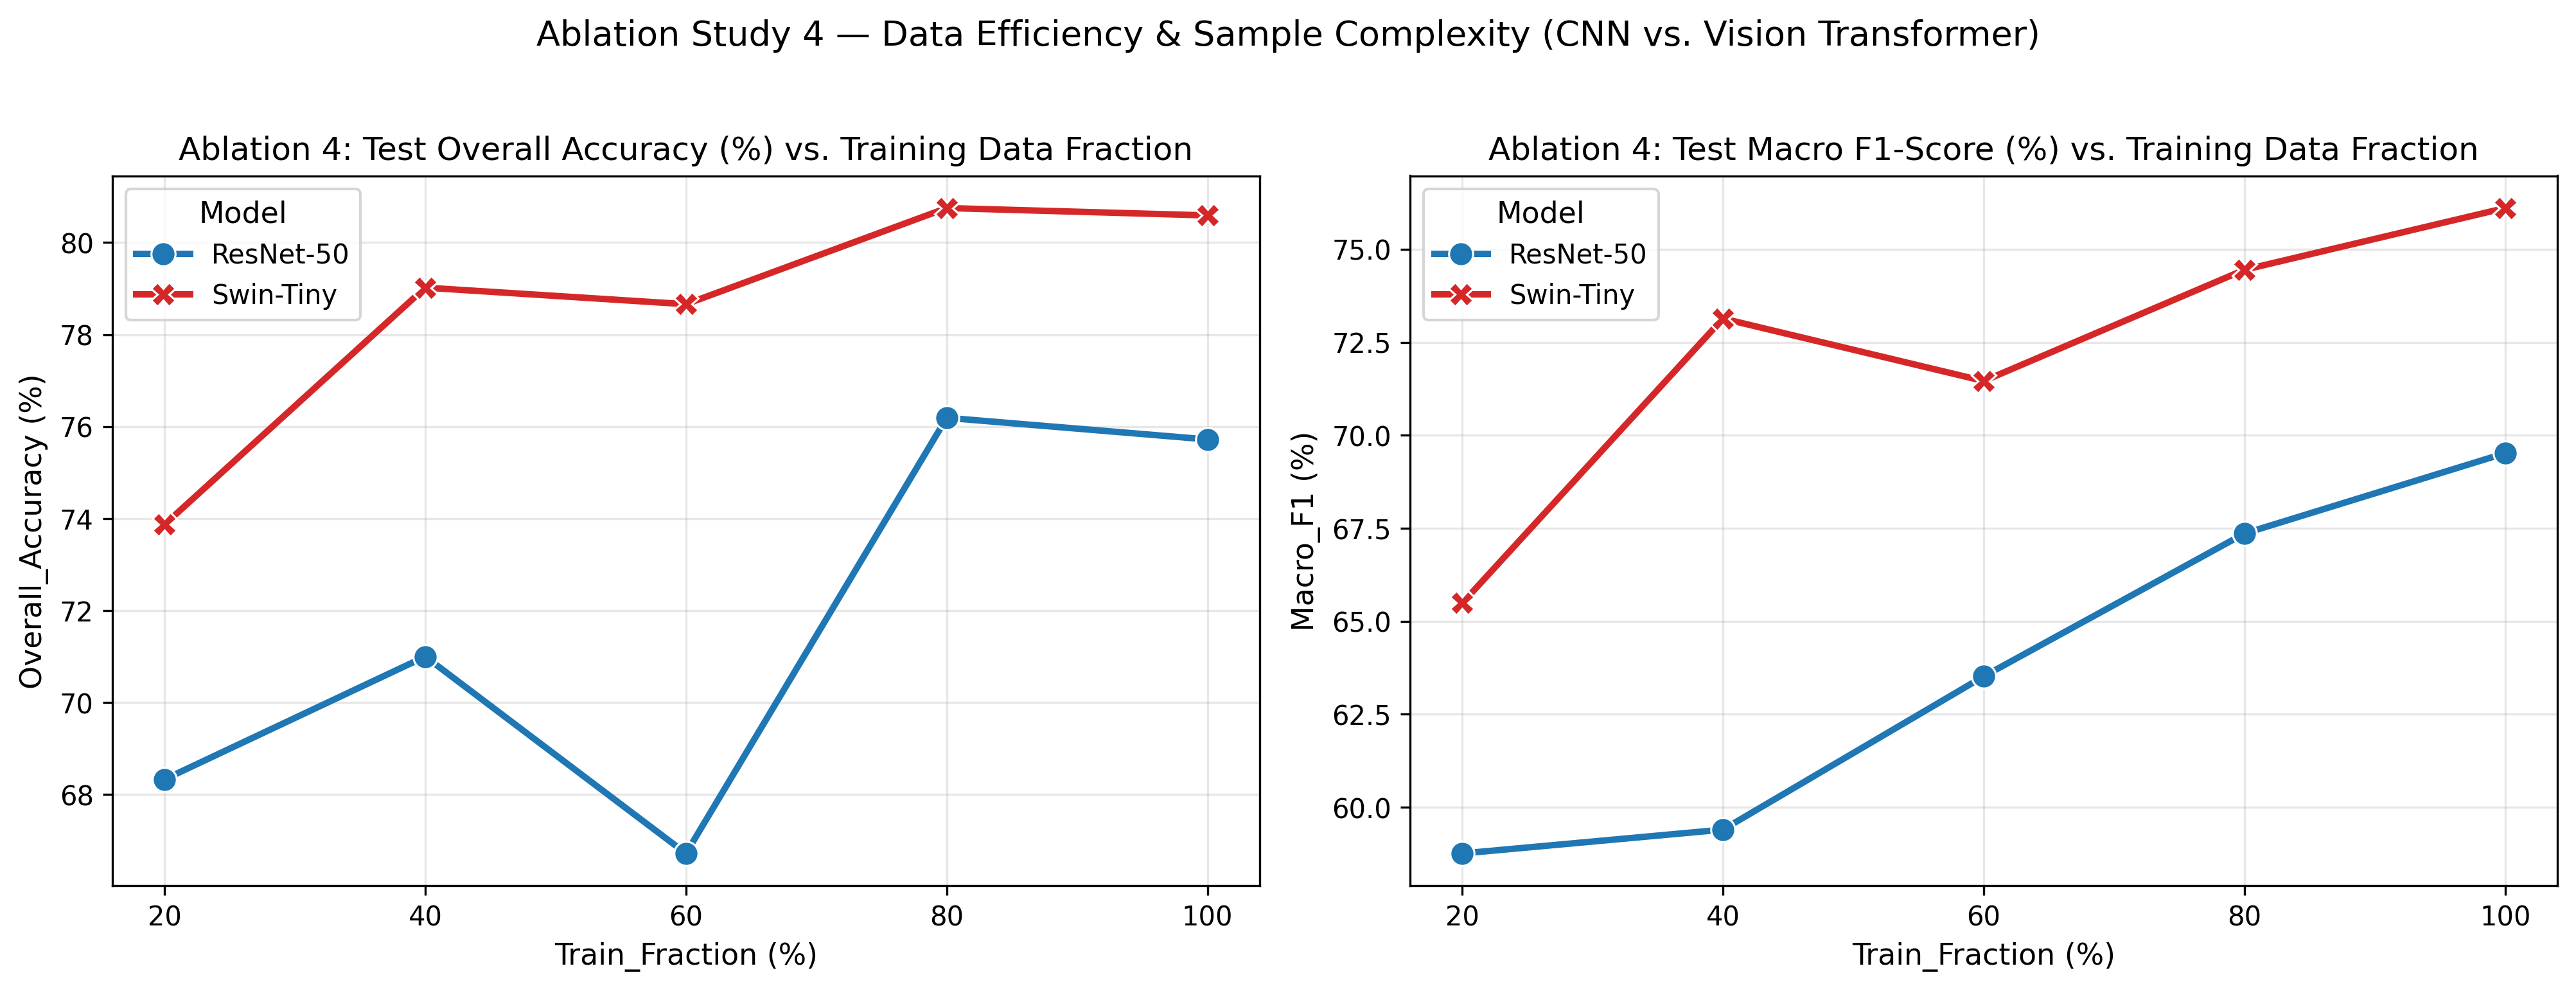 Ablation Study 4 — Data Efficiency & Sample Complexity (CNN vs. Vision Transformer)
Ablation 4: Test Overall Accuracy (%) vs. Training Data Fraction
Model
ResNet-50
Swin-Tiny
80
78
76
74
72
70
68
Overall_Accuracy (%)
20 40 60 80 100
Train_Fraction (%)
Ablation 4: Test Macro F1-Score (%) vs. Training Data Fraction
Model
ResNet-50
Swin-Tiny
75.0
72.5
70.0
67.5
65.0
62.5
60.0
Macro_F1 (%)
20 40 60 80 100
Train_Fraction (%)